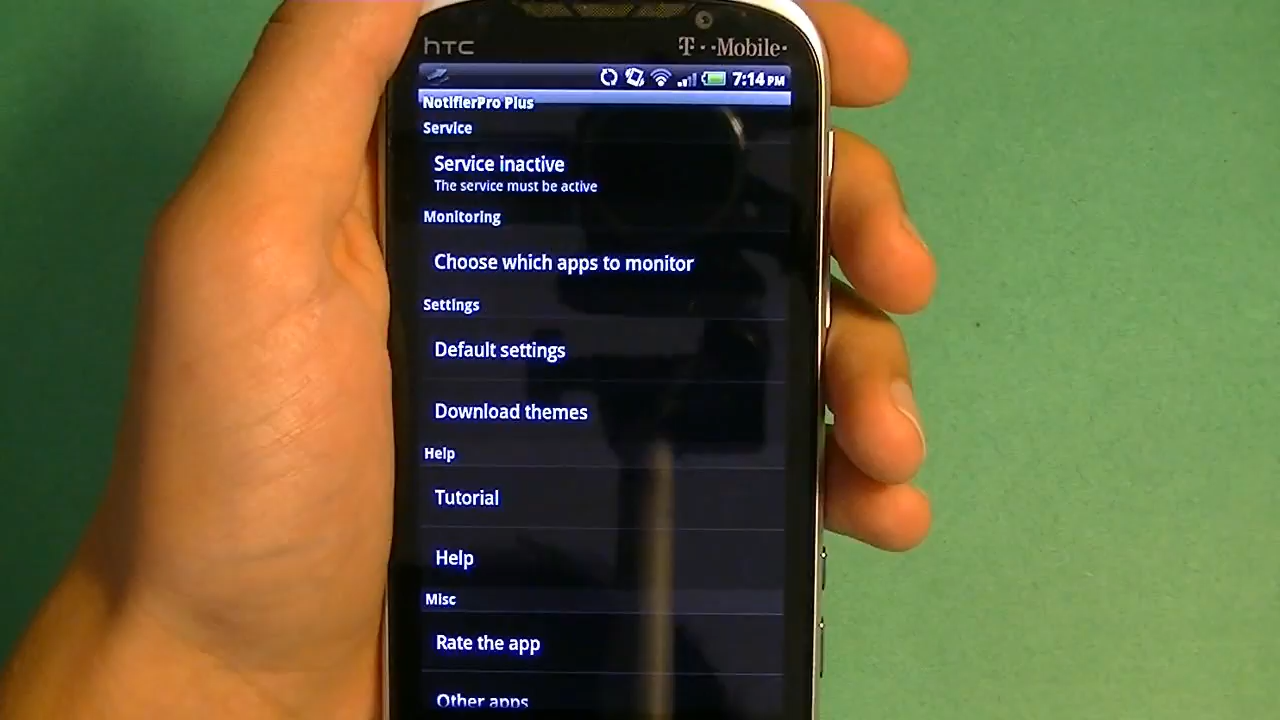 hTC
T··Mobile·
7:14 PM
NotifierPro Plus
Service
Service inactive
The service must be active
Monitoring
Choose which apps to monitor
Settings
Default settings
Download themes
Help
Tutorial
Help
Misc
Rate the app
Other apps